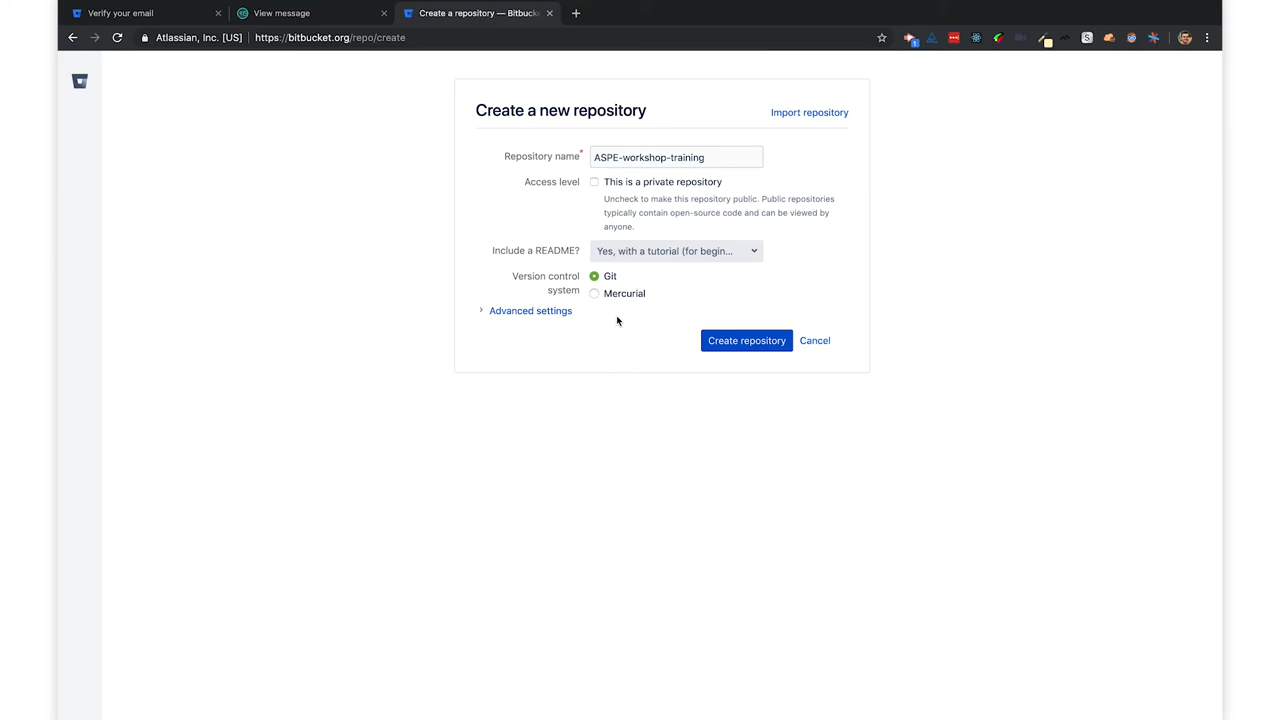 Verify your email
View message
Create a repository — Bitbucke
Atlassian, Inc. [US]
https://bitbucket.org/repo/create
1
S
Create a new repository
Import repository
Repository name*
ASPE-workshop-training
Access level
This is a private repository
Uncheck to make this repository public. Public repositories
typically contain open-source code and can be viewed by
anyone.
Include a README?
Yes, with a tutorial (for begin...
Version control
system
Git
Mercurial
Advanced settings
Create repository
Cancel